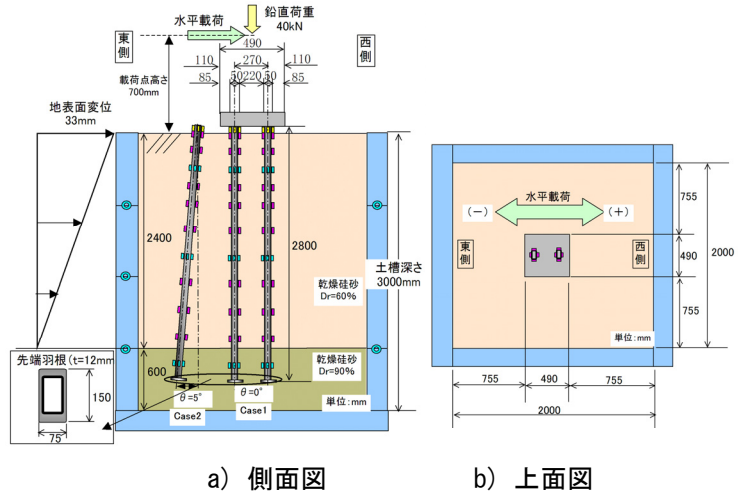 水平載荷
鉛直荷重
40kN
東側
西側
490
110
270
110
85
50
220
50
85
載荷点高さ
700mm
地表面変位
33mm
2400
2800
土槽深さ
3000mm
乾燥硅砂
Dr=60%
600
乾燥硅砂
Dr=90%
θ=5°
θ=0°
Case2
Case1
単位:mm
先端羽根(t=12mm
150
75
a) 側面図
水平載荷
(−)
(+)
東側
西側
755
490
755
2000
単位:mm
755
490
755
2000
b) 上面図